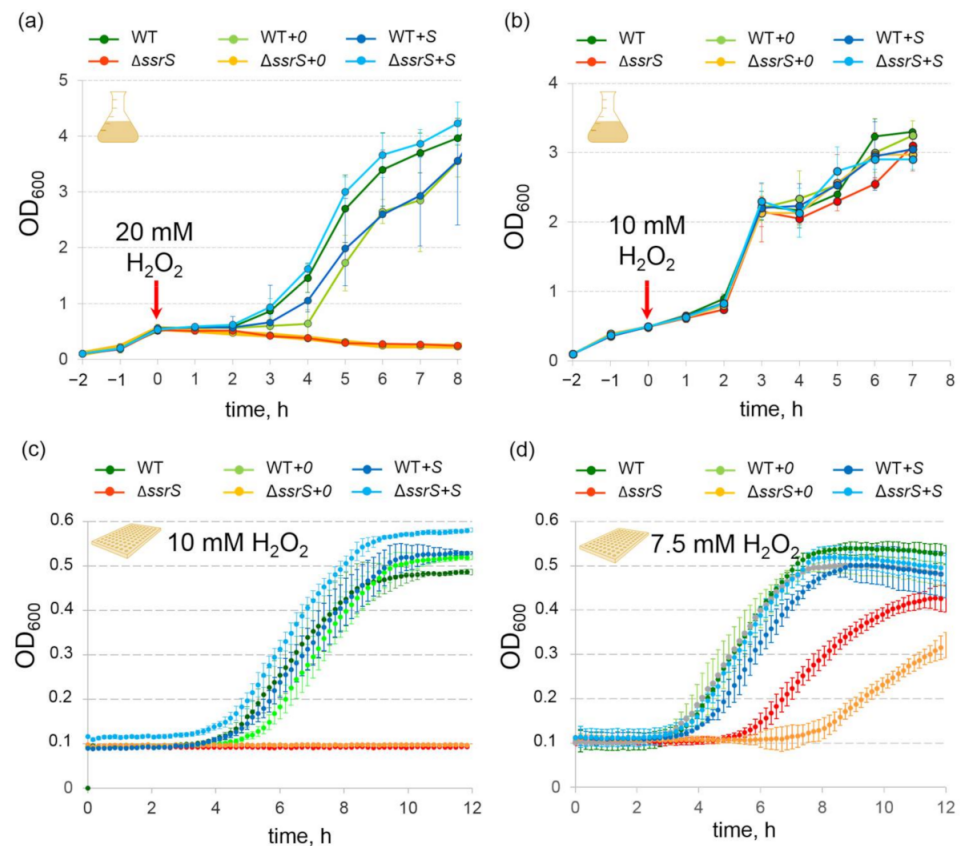 (a)
WT WT+0 WT+S
ΔssrS ΔssrS+0 ΔssrS+S
5
4
3
2
1
0
OD600
20 mM
H2O2
−2 −1 0 1 2 3 4 5 6 7 8
time, h
(b)
WT WT+0 WT+S
ΔssrS ΔssrS+0 ΔssrS+S
4
3
2
1
0
OD600
10 mM
H2O2
−2 −1 0 1 2 3 4 5 6 7 8
time, h
(c)
WT WT+0 WT+S
ΔssrS ΔssrS+0 ΔssrS+S
10 mM H2O2
0.6
0.5
0.4
0.3
0.2
0.1
0
OD600
0 2 4 6 8 10 12
time, h
(d)
WT WT+0 WT+S
ΔssrS ΔssrS+0 ΔssrS+S
7.5 mM H2O2
0.6
0.5
0.4
0.3
0.2
0.1
0
OD600
0 2 4 6 8 10 12
time, h